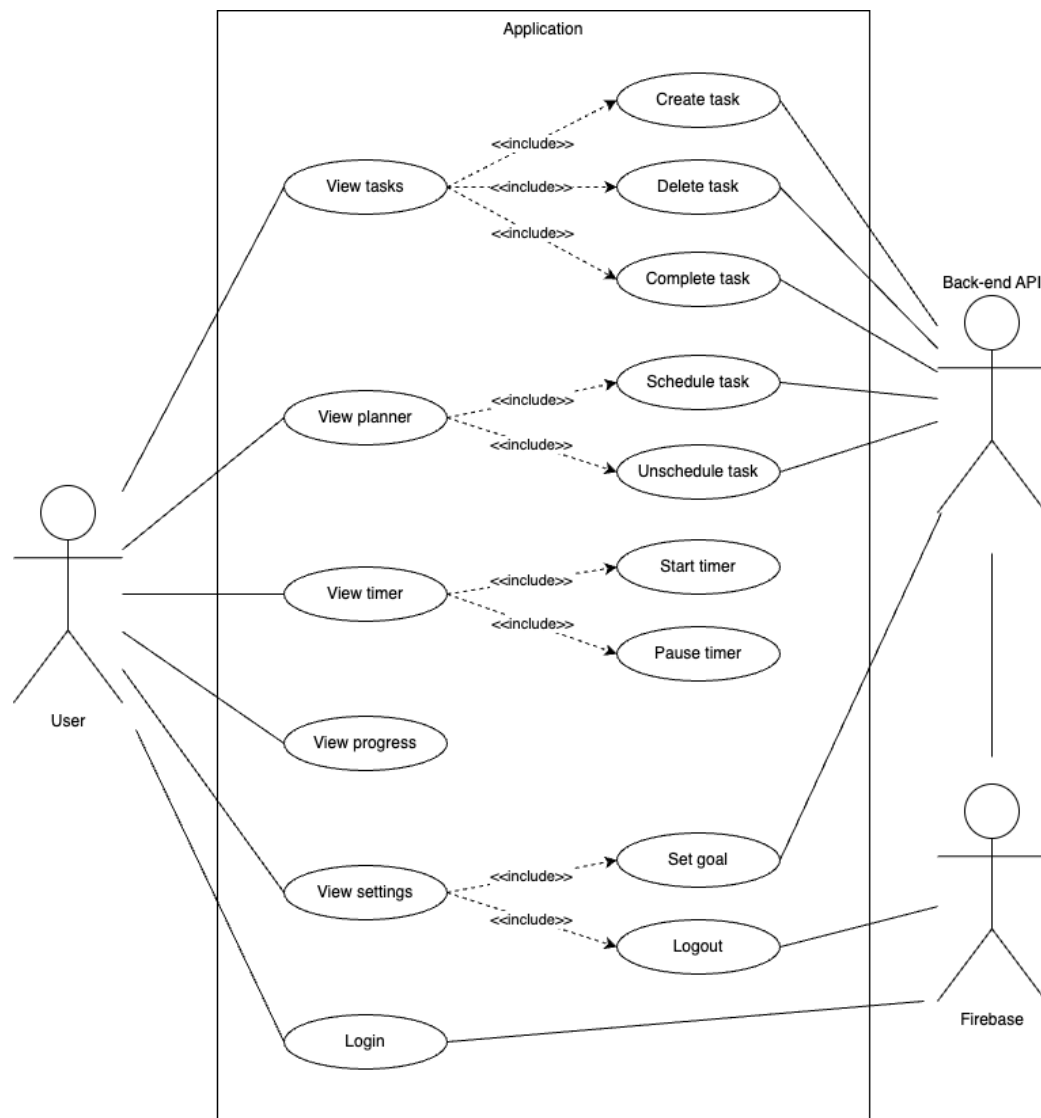 Application
Create task
<<include>>
View tasks
<<include>>
Delete task
<<include>>
Complete task
Back-end API
Schedule task
<<include>>
View planner
<<include>>
Unschedule task
Start timer
<<include>>
View timer
<<include>>
Pause timer
User
View progress
Set goal
<<include>>
View settings
<<include>>
Logout
Firebase
Login